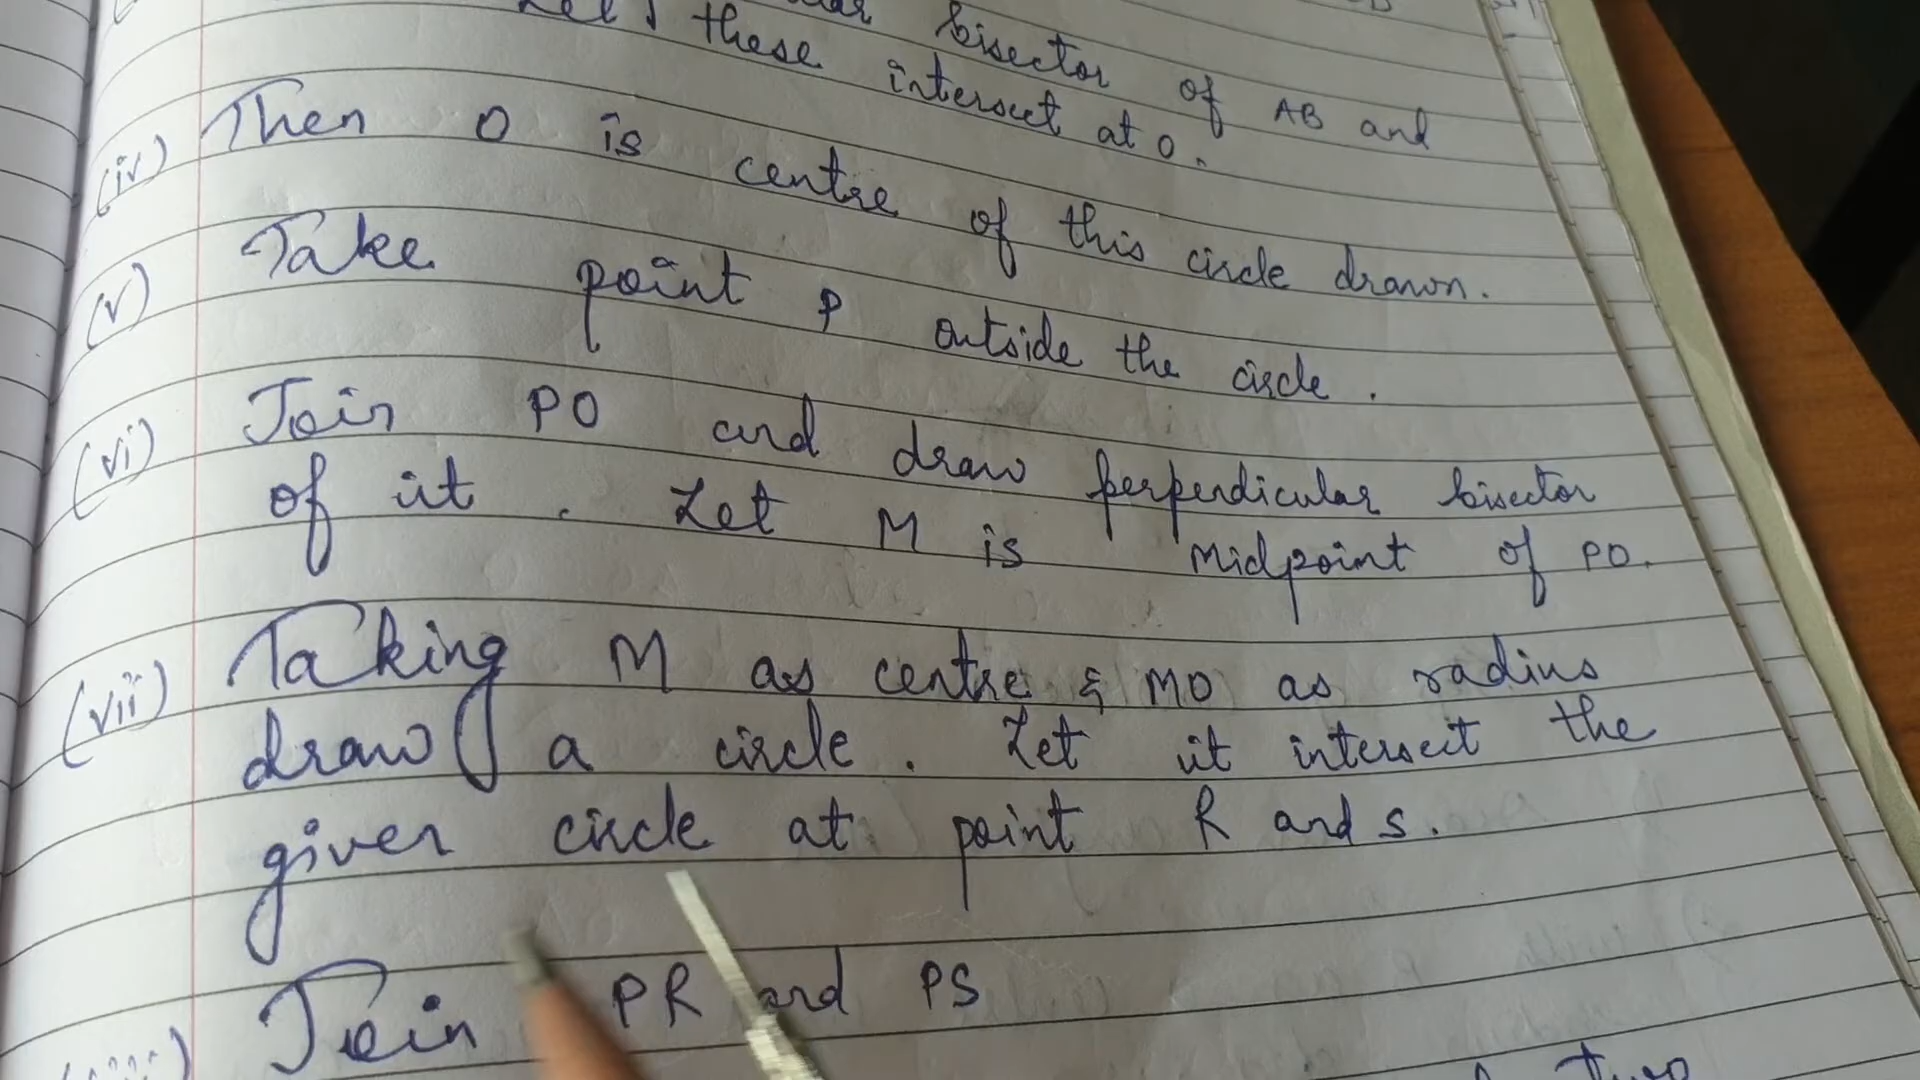 bisector of AB and
Let these intersect at O.
(iv) Then O is centre of this circle drawn.
(v) Take point P outside the circle.
(vi) Join PO and draw perpendicular bisector
of it. Let M is midpoint of PO.
(vii) Taking M as centre & MO as radius
draw a circle. Let it intersect the
given circle at point R and S.
Join PR and PS
two